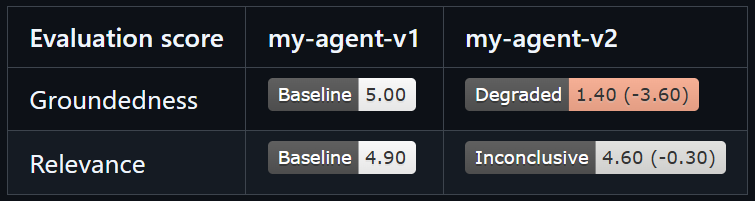 Evaluation score my-agent-v1 my-agent-v2
Groundedness Baseline 5.00 Degraded 1.40 (-3.60)
Relevance Baseline 4.90 Inconclusive 4.60 (-0.30)